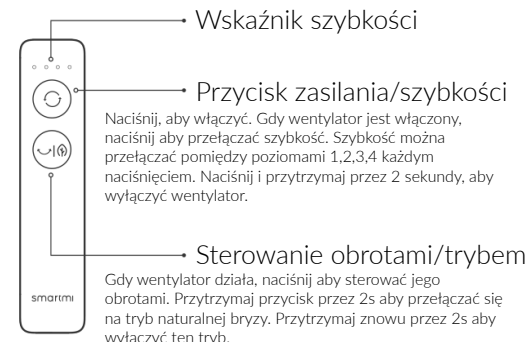 Wskaźnik szybkości
Przycisk zasilania/szybkości
Naciśnij, aby włączyć. Gdy wentylator jest włączony,
naciśnij aby przełączać szybkość. Szybkość można
przełączać pomiędzy poziomami 1,2,3,4 każdym
naciśnięciem. Naciśnij i przytrzymaj przez 2 sekundy, aby
wyłączyć wentylator.
Sterowanie obrotami/trybem
Gdy wentylator działa, naciśnij aby sterować jego
obrotami. Przytrzymaj przycisk przez 2s aby przełączać się
na tryb naturalnej bryzy. Przytrzymaj znowu przez 2s aby
wyłączyć ten tryb.
smartmi